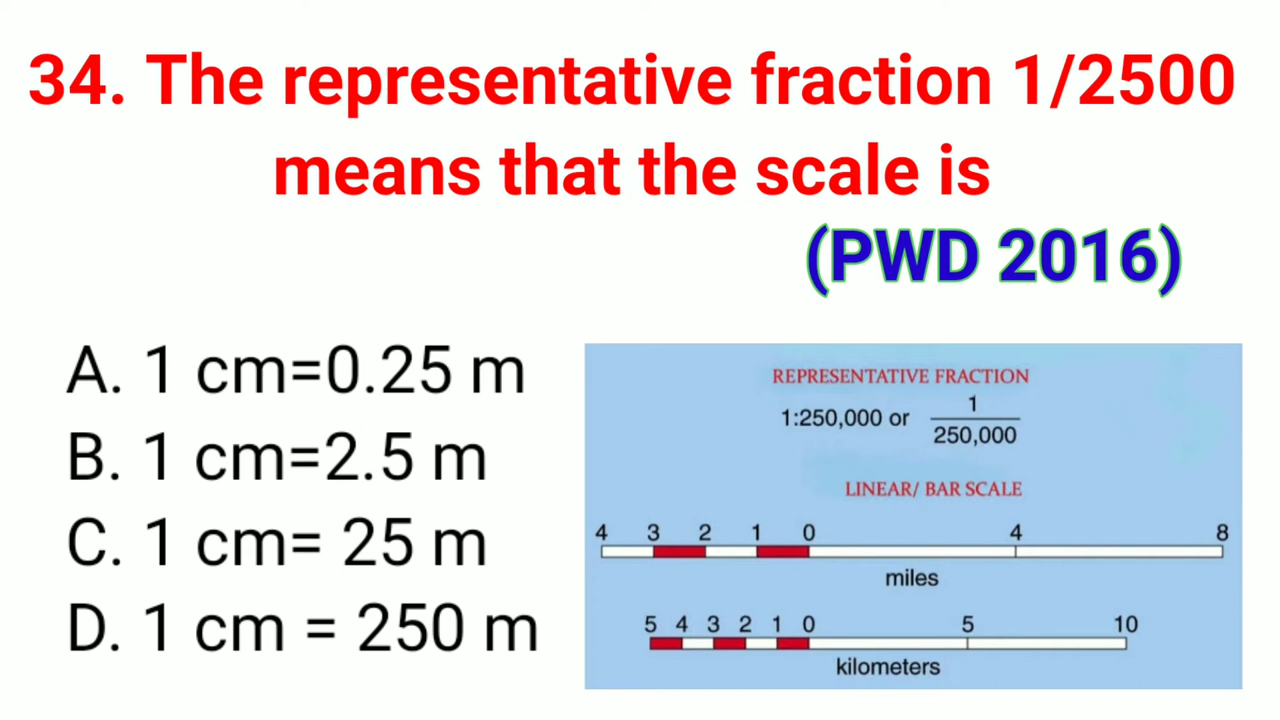 34. The representative fraction 1/2500
means that the scale is
(PWD 2016)
A. 1 cm=0.25 m
B. 1 cm=2.5 m
C. 1 cm= 25 m
D. 1 cm = 250 m
REPRESENTATIVE FRACTION
1:250,000 or 1/250,000
LINEAR/ BAR SCALE
4 3 2 1 0 4 8
miles
5 4 3 2 1 0 5 10
kilometers